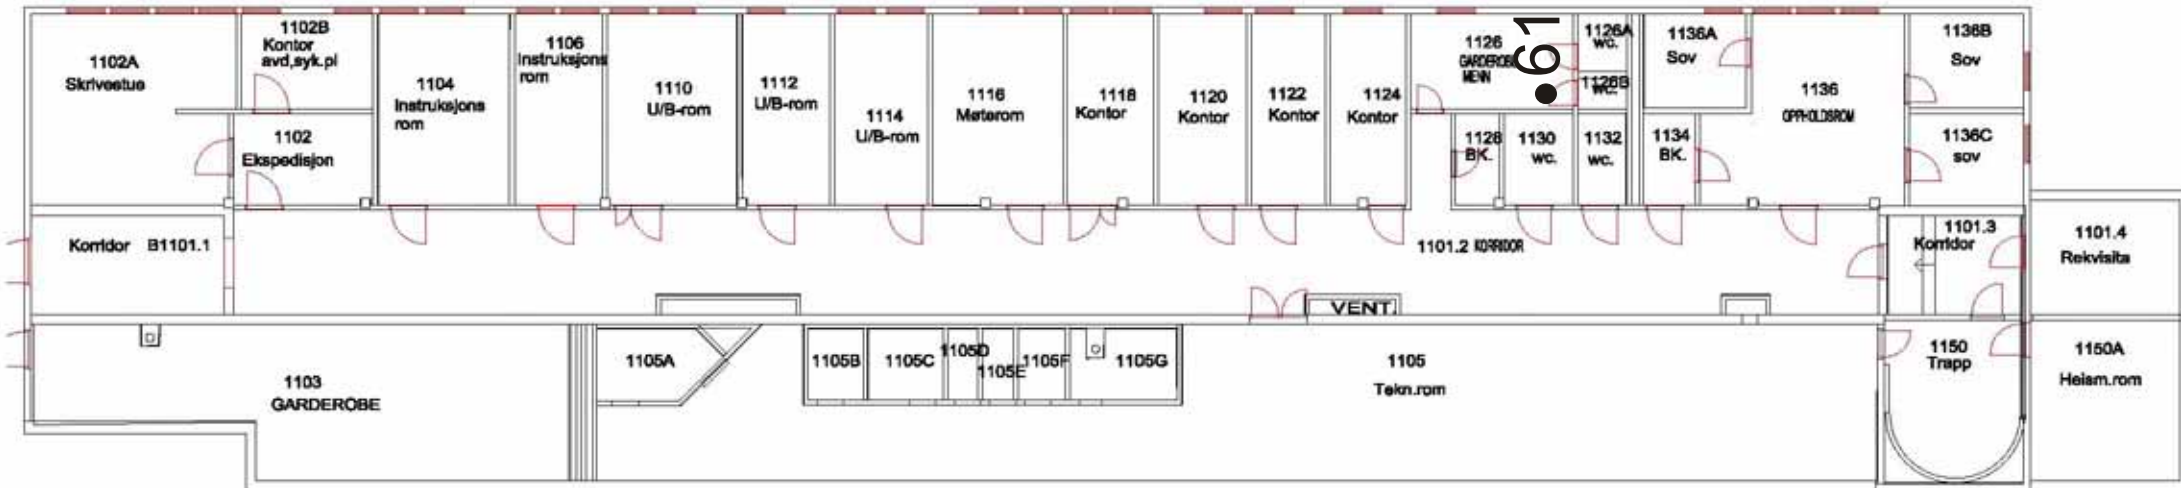 1102A
Skrivestue
1102B
Kontor
avd,syk.pl
1102
Ekspedisjon
1104
Instruksjons
rom
1106
Instruksjons
rom
1110
U/B-rom
1112
U/B-rom
1114
U/B-rom
1116
Møterom
1118
Kontor
1120
Kontor
1122
Kontor
1124
Kontor
1126
GARDEROBE
MENN
• 61
1126A
wc.
1126B
wc.
1128
BK.
1130
wc.
1132
wc.
1134
BK.
1136A
Sov
1136
OPPHOLDSROM
1136B
Sov
1136C
sov
Korridor B1101.1
1101.2 KORRIDOR
1101.3
Korridor
1101.4
Rekvisita
VENT.
1103
GARDEROBE
1105A
1105B
1105C
1105D
1105E
1105F
1105G
1105
Tekn.rom
1150
Trapp
1150A
Heism.rom